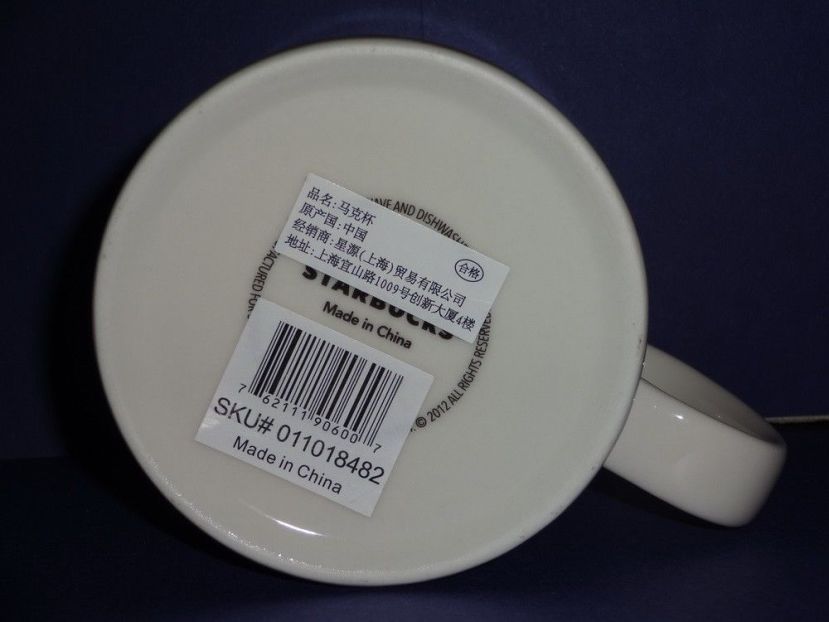 品名:马克杯
原产国:中国
经销商:星源(上海)贸易有限公司
地址:上海宜山路1009号创新大厦4楼
合格
AND DISHWASHER
FOR
STARBUCKS
Made in China
© 2012 ALL RIGHTS RESERVED
7 62111 90600 7
SKU# 011018482
Made in China